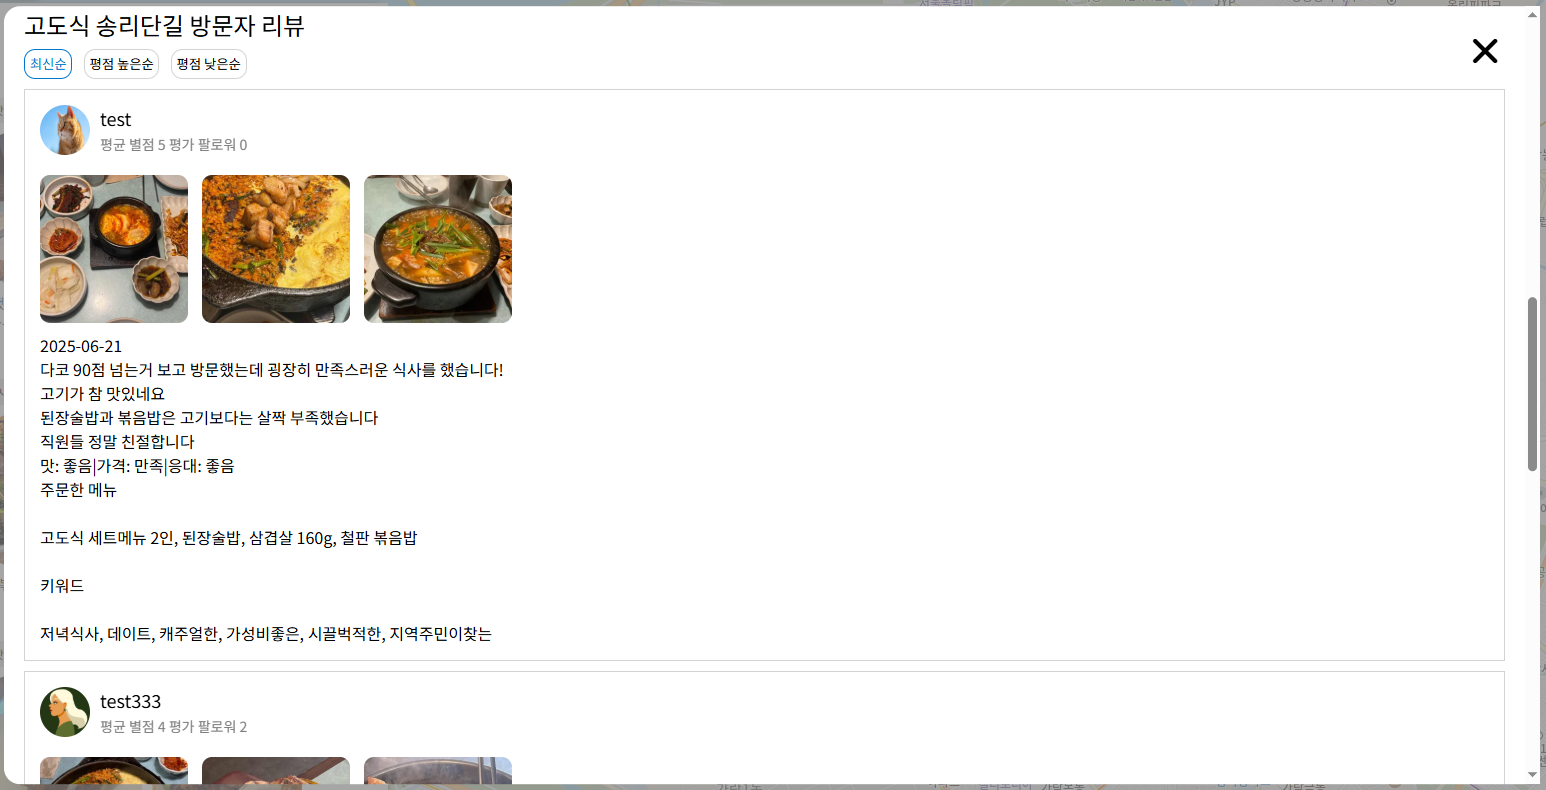 고도식 송리단길 방문자 리뷰
최신순 평점 높은순 평점 낮은순
test
평균 별점 5 평가 팔로워 0
2025-06-21
다코 90점 넘는거 보고 방문했는데 굉장히 만족스러운 식사를 했습니다!
고기가 참 맛있네요
된장술밥과 볶음밥은 고기보다는 살짝 부족했습니다
직원들 정말 친절합니다
맛: 좋음|가격: 만족|응대: 좋음
주문한 메뉴
고도식 세트메뉴 2인, 된장술밥, 삼겹살 160g, 철판 볶음밥
키워드
저녁식사, 데이트, 캐주얼한, 가성비좋은, 시끌벅적한, 지역주민이찾는
test333
평균 별점 4 평가 팔로워 2